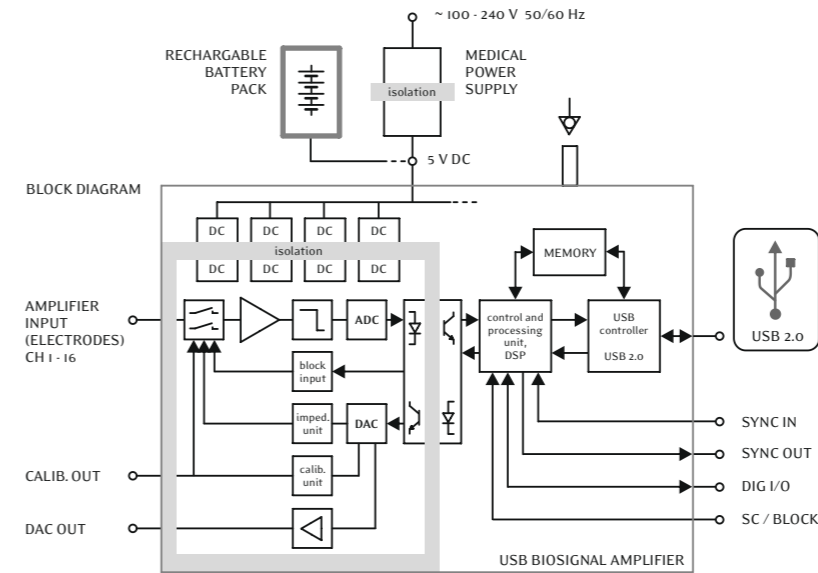 ~ 100 - 240 V 50/60 Hz
RECHARGABLE
BATTERY
PACK
MEDICAL
POWER
SUPPLY
isolation
5 V DC
BLOCK DIAGRAM
DC DC DC DC
isolation
DC DC DC DC
MEMORY
AMPLIFIER
INPUT
(ELECTRODES)
CH 1 - 16
ADC
control and
processing
unit,
DSP
USB
controller
USB 2.0
USB 2.0
block
input
imped.
unit
DAC
SYNC IN
SYNC OUT
CALIB. OUT
calib.
unit
DIG I/O
DAC OUT
SC / BLOCK
USB BIOSIGNAL AMPLIFIER